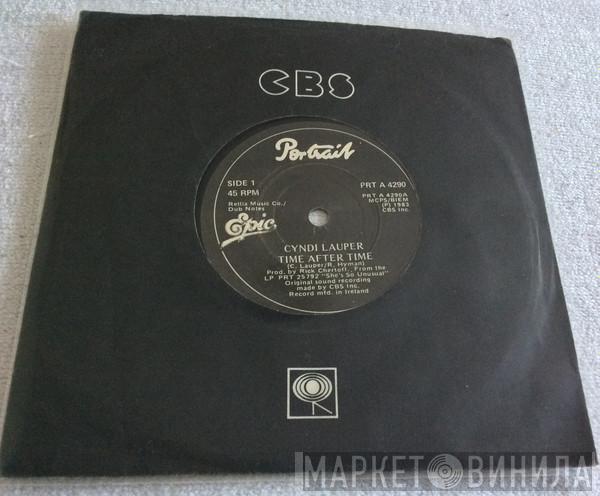 CBS
Portrait
SIDE 1
45 RPM
PRT A 4290
Rellla Music Co./
Dub Notes
PRT A 4290A
MCPS/BIEM
(P) 1983
CBS Inc.
Epic
CYNDI LAUPER
TIME AFTER TIME
(C. Lauper/R. Hyman)
Prod. by Rick Chertoff. From the
LP PRT 25792 "She's So Unusual"
Original sound recording
made by CBS Inc.
Record mfd. in Ireland
МАРКЕТ ВИНИЛА